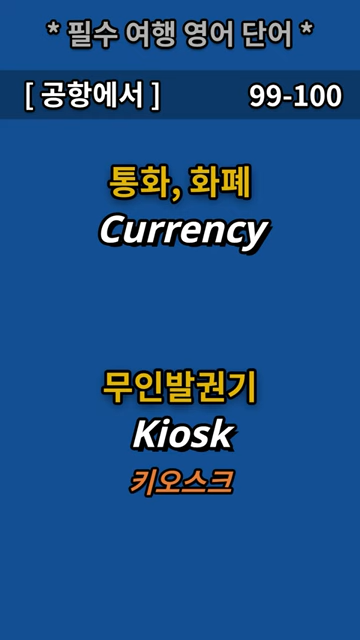 * 필수 여행 영어 단어 *
[ 공항에서 ] 99-100
통화, 화폐
Currency
무인발권기
Kiosk
키오스크